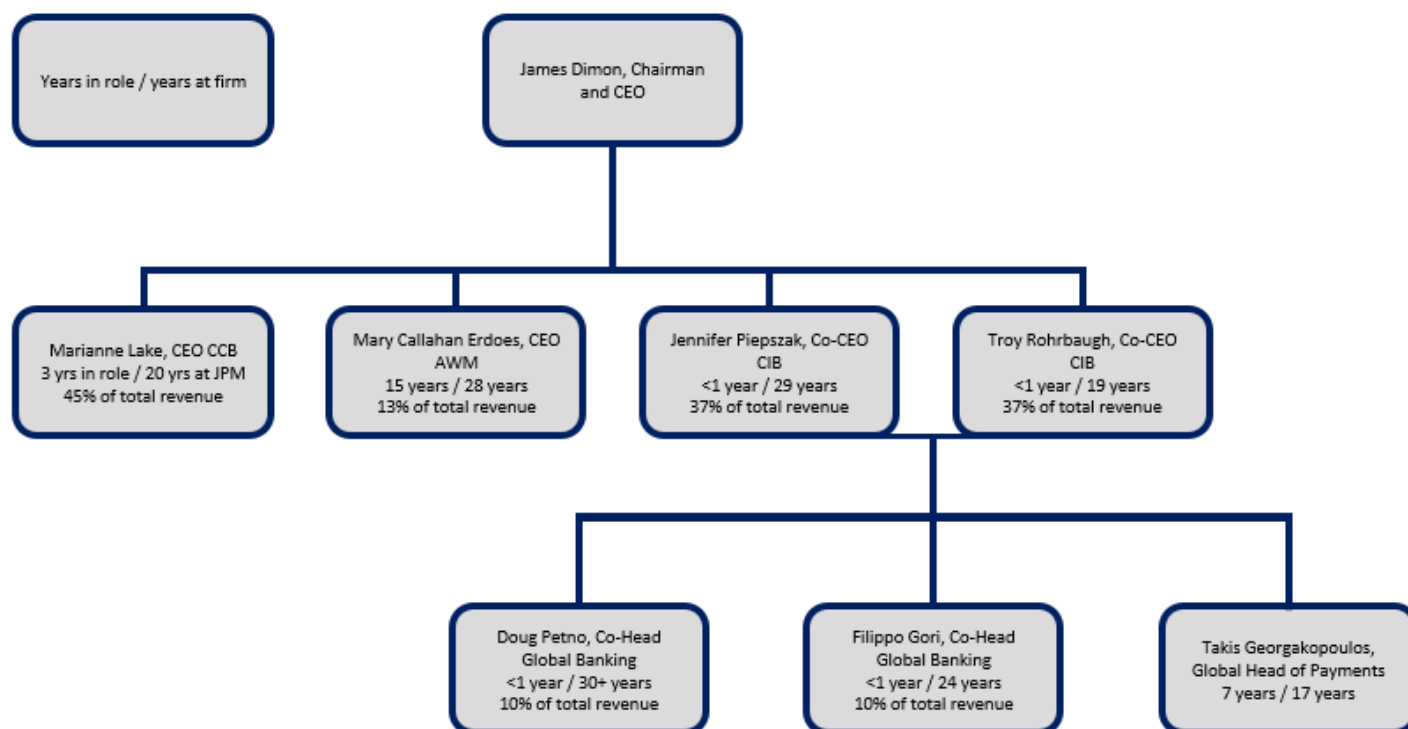 Years in role / years at firm
James Dimon, Chairman
and CEO
Marianne Lake, CEO CCB
3 yrs in role / 20 yrs at JPM
45% of total revenue
Mary Callahan Erdoes, CEO
AWM
15 years / 28 years
13% of total revenue
Jennifer Piepszak, Co-CEO
CIB
<1 year / 29 years
37% of total revenue
Troy Rohrbaugh, Co-CEO
CIB
<1 year / 19 years
37% of total revenue
Doug Petno, Co-Head
Global Banking
<1 year / 30+ years
10% of total revenue
Filippo Gori, Co-Head
Global Banking
<1 year / 24 years
10% of total revenue
Takis Georgakopoulos,
Global Head of Payments
7 years / 17 years